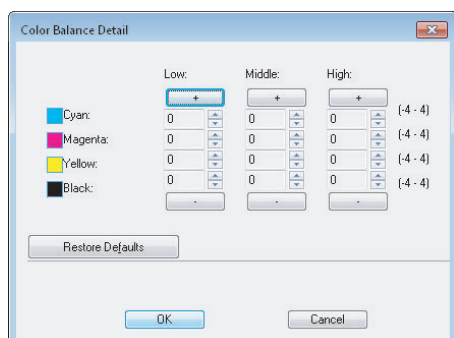 Color Balance Detail
Low: Middle: High:
+ + +
Cyan: 0 0 0 (-4 - 4)
Magenta: 0 0 0 (-4 - 4)
Yellow: 0 0 0 (-4 - 4)
Black: 0 0 0 (-4 - 4)
- - -
Restore Defaults
OK Cancel